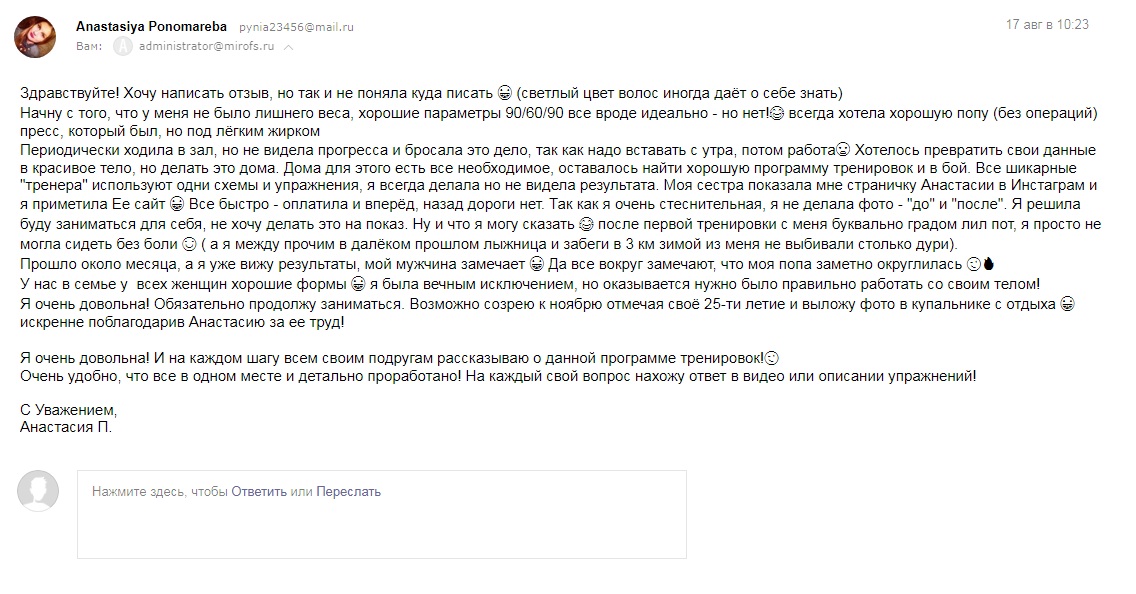 Anastasiya Ponomareba pynia23456@mail.ru
17 авг в 10:23
Вам: A administrator@mirofs.ru
Здравствуйте! Хочу написать отзыв, но так и не поняла куда писать 😀 (светлый цвет волос иногда даёт о себе знать)
Начну с того, что у меня не было лишнего веса, хорошие параметры 90/60/90 все вроде идеально - но нет!😂 всегда хотела хорошую попу (без операций)
пресс, который был, но под лёгким жирком
Периодически ходила в зал, но не видела прогресса и бросала это дело, так как надо вставать с утра, потом работа😫 Хотелось превратить свои данные
в красивое тело, но делать это дома. Дома для этого есть все необходимое, оставалось найти хорошую программу тренировок и в бой. Все шикарные
"тренера" используют одни схемы и упражнения, я всегда делала но не видела результата. Моя сестра показала мне страничку Анастасии в Инстаграм и
я приметила Ее сайт 😀 Все быстро - оплатила и вперёд, назад дороги нет. Так как я очень стеснительная, я не делала фото - "до" и "после". Я решила
буду заниматься для себя, не хочу делать это на показ. Ну и что я могу сказать 😂 после первой тренировки с меня буквально градом лил пот, я просто не
могла сидеть без боли 😉 ( а я между прочим в далёком прошлом лыжница и забеги в 3 км зимой из меня не выбивали столько дури).
Прошло около месяца, а я уже вижу результаты, мой мужчина замечает 😀 Да все вокруг замечают, что моя попа заметно округлилась 😉🔥
У нас в семье у  всех женщин хорошие формы 😀 я была вечным исключением, но оказывается нужно было правильно работать со своим телом!
Я очень довольна! Обязательно продолжу заниматься. Возможно созрею к ноябрю отмечая своё 25-ти летие и выложу фото в купальнике с отдыха 😀
искренне поблагодарив Анастасию за ее труд!
Я очень довольна! И на каждом шагу всем своим подругам рассказываю о данной программе тренировок!😉
Очень удобно, что все в одном месте и детально проработано! На каждый свой вопрос нахожу ответ в видео или описании упражнений!
С Уважением,
Анастасия П.
Нажмите здесь, чтобы Ответить или Переслать